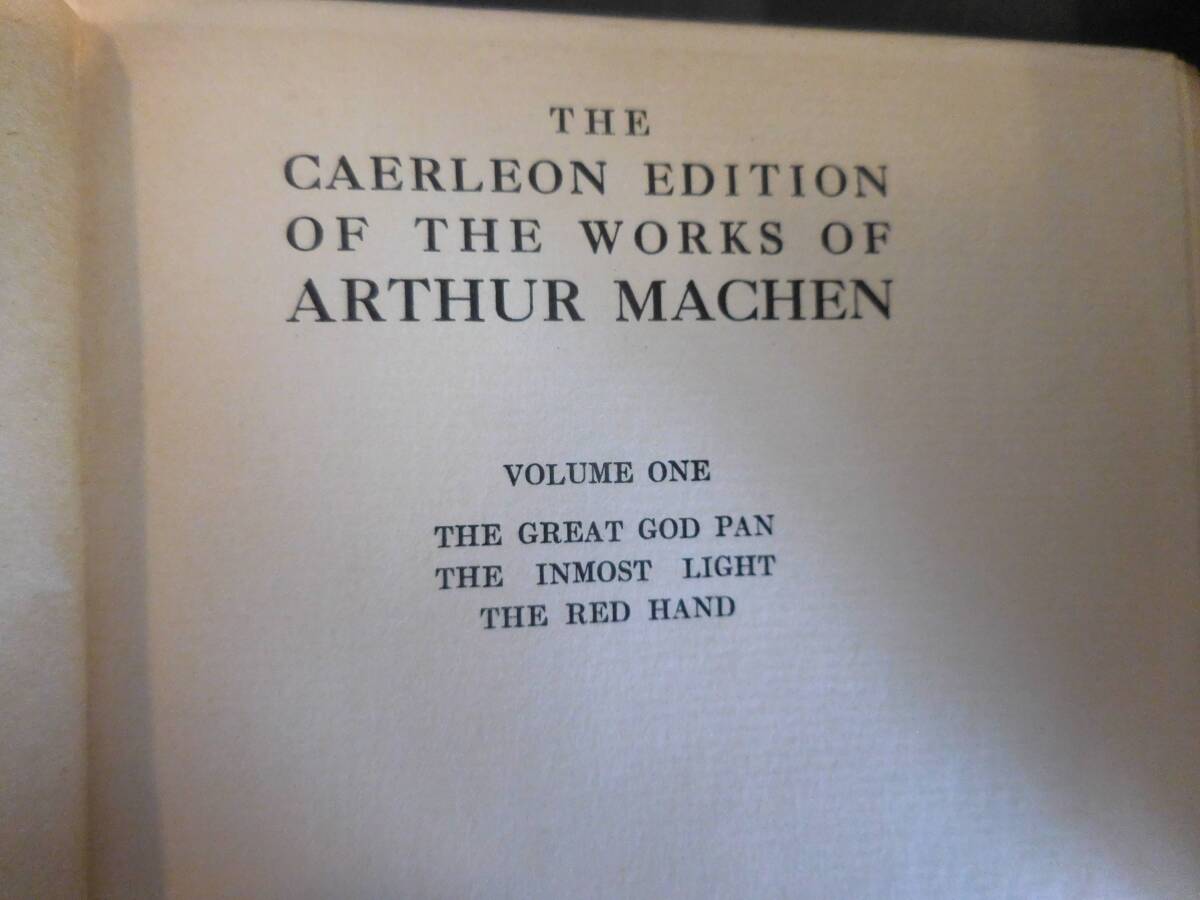 THE
CAERLEON EDITION
OF THE WORKS OF
ARTHUR MACHEN
VOLUME ONE
THE GREAT GOD PAN
THE INMOST LIGHT
THE RED HAND